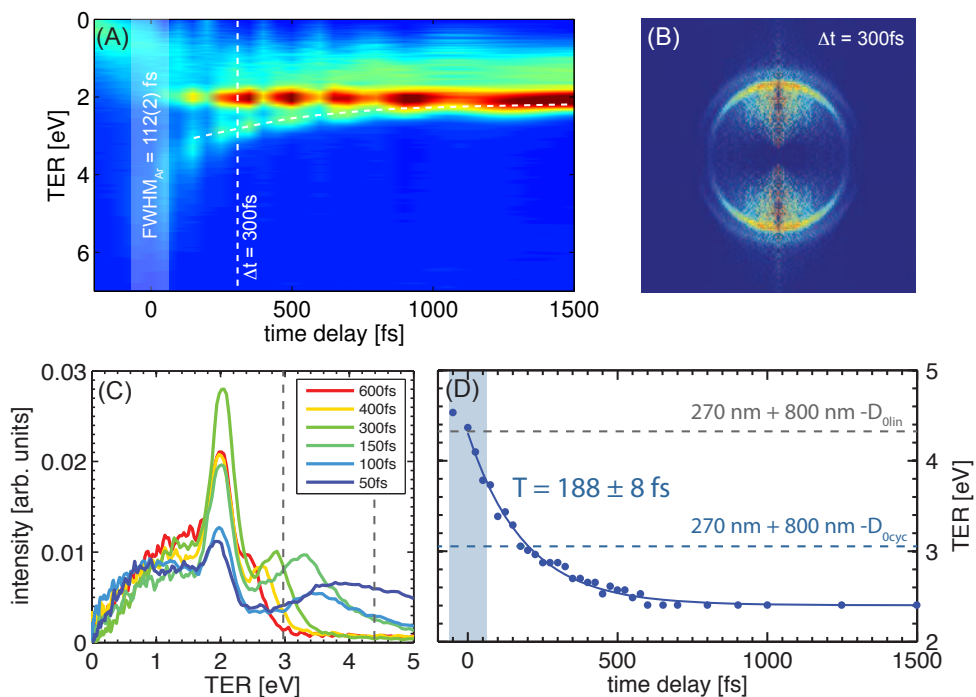 (A)
0
2
4
6
TER [eV]
FWHM_Ar = 112(2) fs
Δt = 300fs
0
500
1000
1500
time delay [fs]
(B)
Δt = 300fs
(C)
0.03
0.02
0.01
0
intensity [arb. units]
600fs
400fs
300fs
150fs
100fs
50fs
0
1
2
3
4
5
TER [eV]
(D)
270 nm + 800 nm -D_0lin
T = 188 ± 8 fs
270 nm + 800 nm -D_0cyc
5
4
3
2
TER [eV]
0
500
1000
1500
time delay [fs]